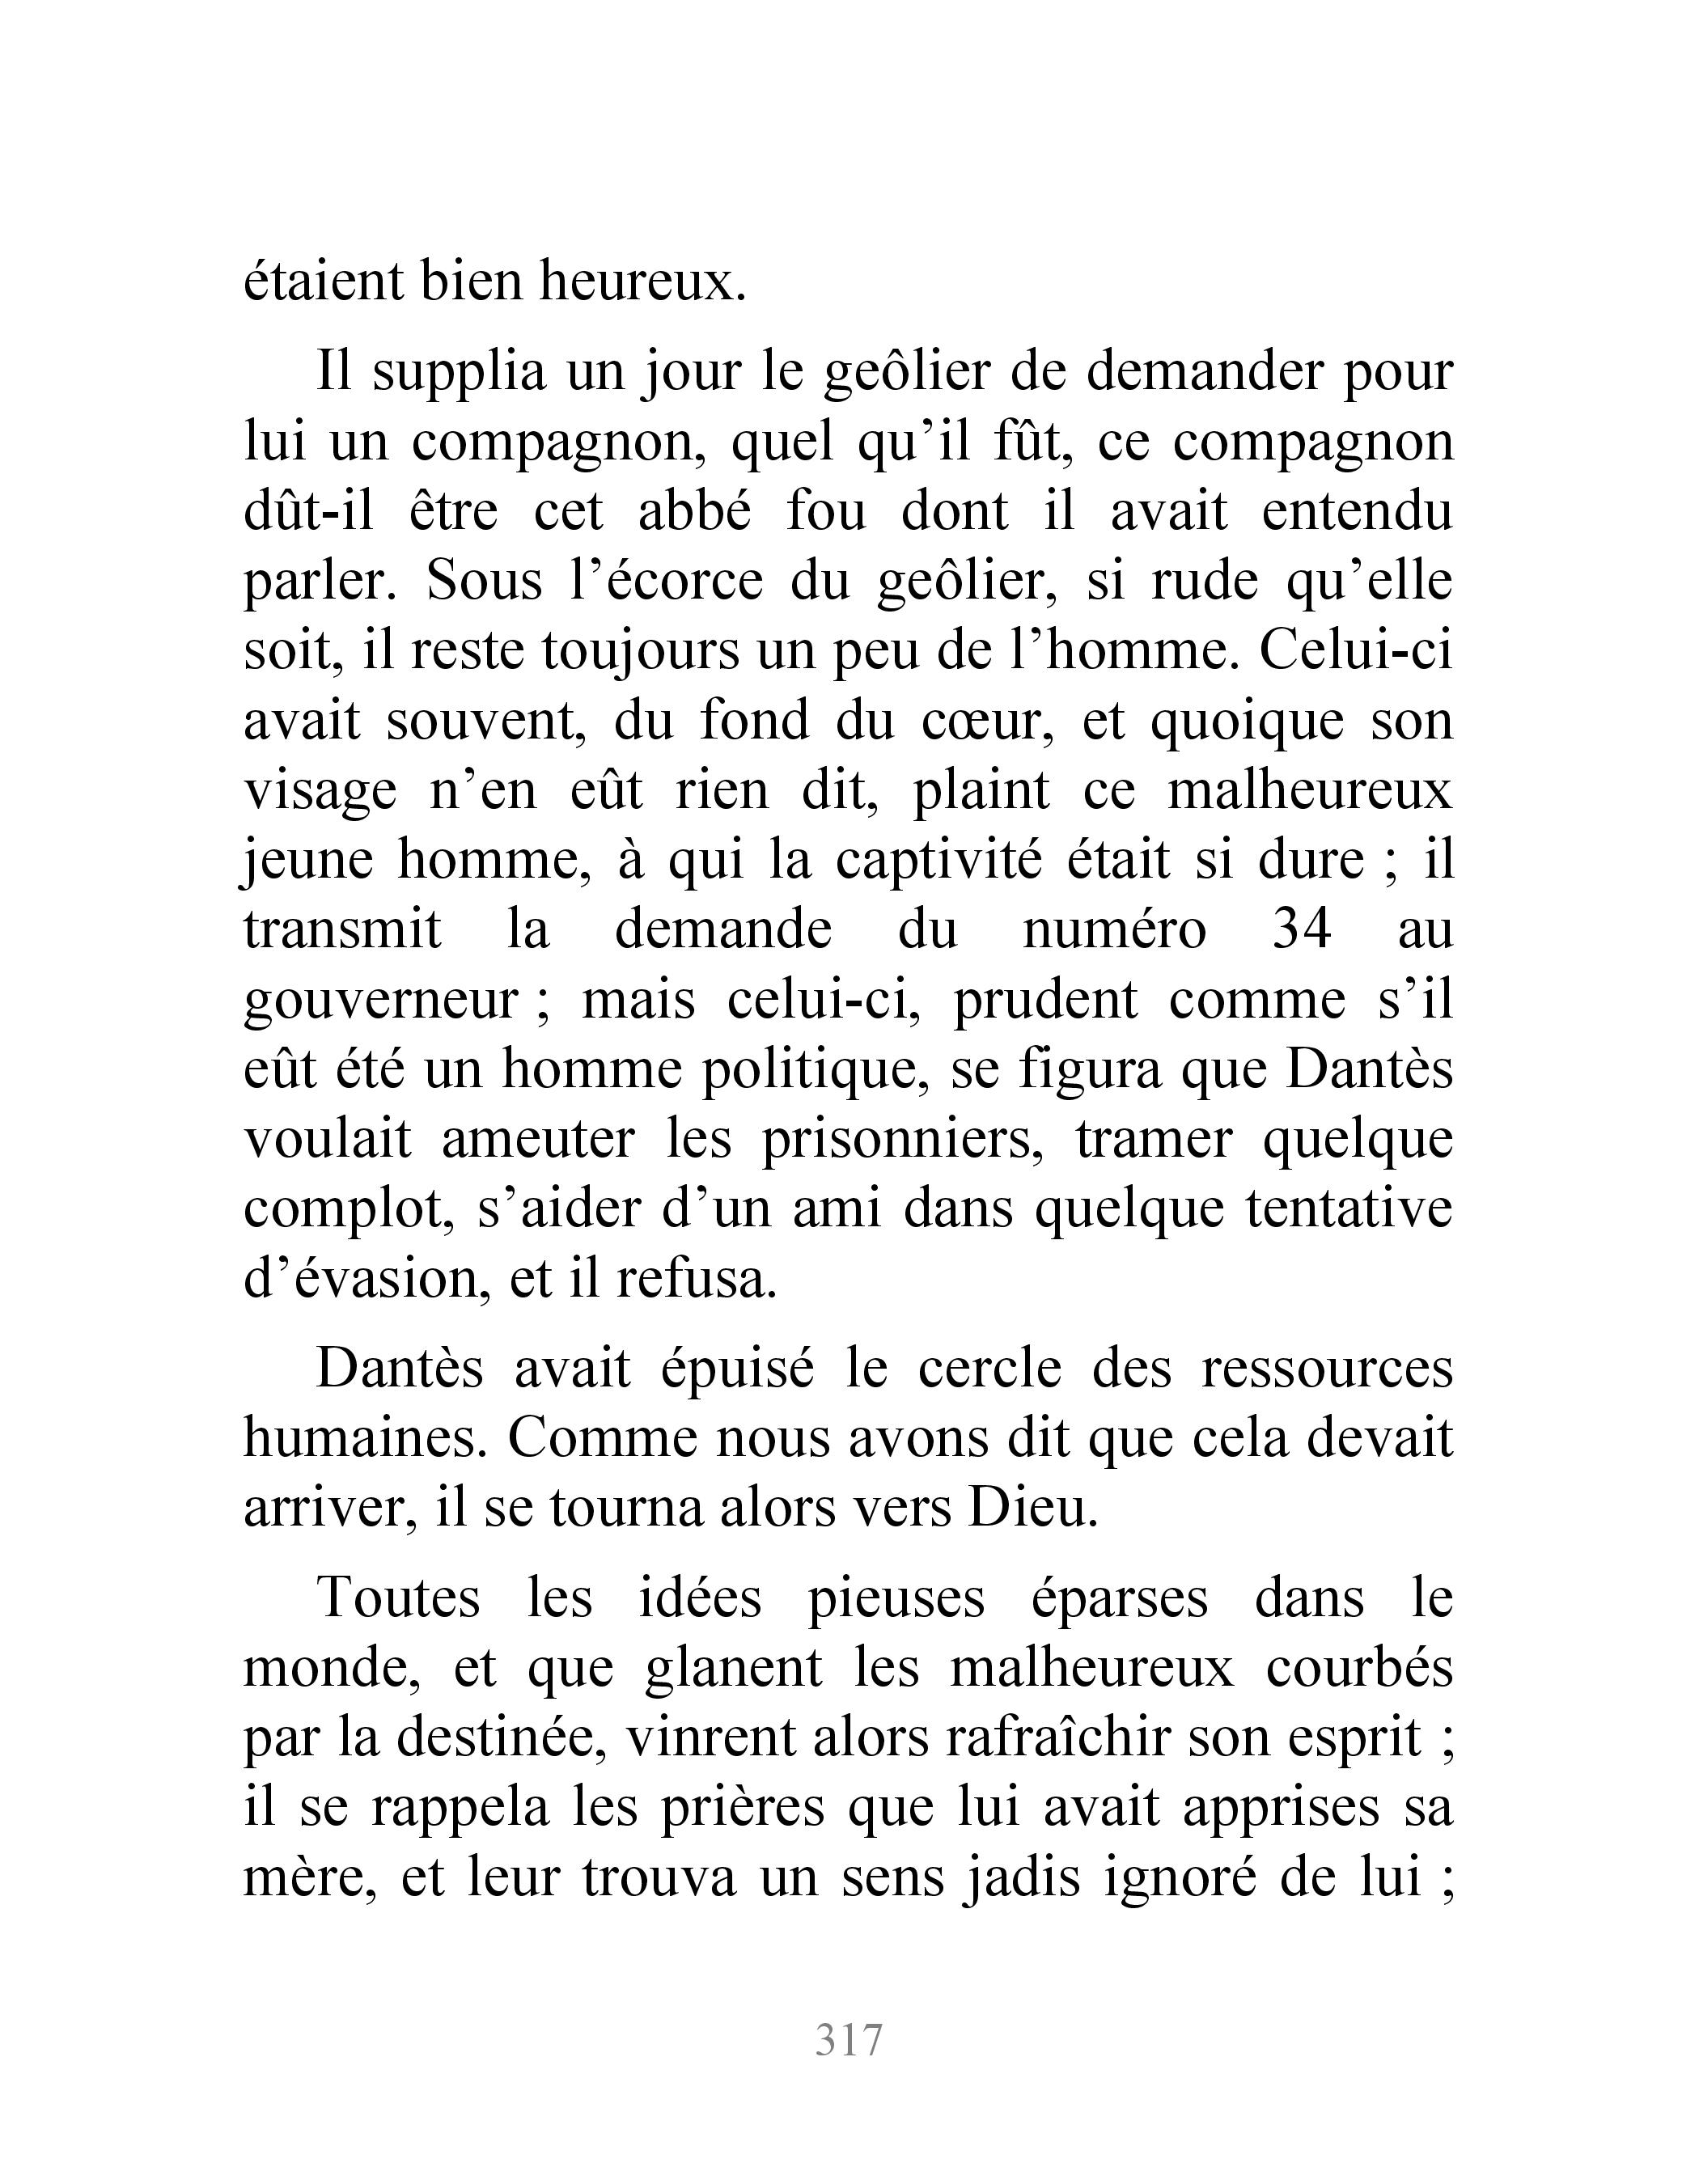 étaient bien heureux.
Il supplia un jour le geôlier de demander pour
lui un compagnon, quel qu’il fût, ce compagnon
dût-il être cet abbé fou dont il avait entendu
parler. Sous l’écorce du geôlier, si rude qu’elle
soit, il reste toujours un peu de l’homme. Celui-ci
avait souvent, du fond du cœur, et quoique son
visage n’en eût rien dit, plaint ce malheureux
jeune homme, à qui la captivité était si dure ; il
transmit la demande du numéro 34 au
gouverneur ; mais celui-ci, prudent comme s’il
eût été un homme politique, se figura que Dantès
voulait ameuter les prisonniers, tramer quelque
complot, s’aider d’un ami dans quelque tentative
d’évasion, et il refusa.
Dantès avait épuisé le cercle des ressources
humaines. Comme nous avons dit que cela devait
arriver, il se tourna alors vers Dieu.
Toutes les idées pieuses éparses dans le
monde, et que glanent les malheureux courbés
par la destinée, vinrent alors rafraîchir son esprit ;
il se rappela les prières que lui avait apprises sa
mère, et leur trouva un sens jadis ignoré de lui ;
317